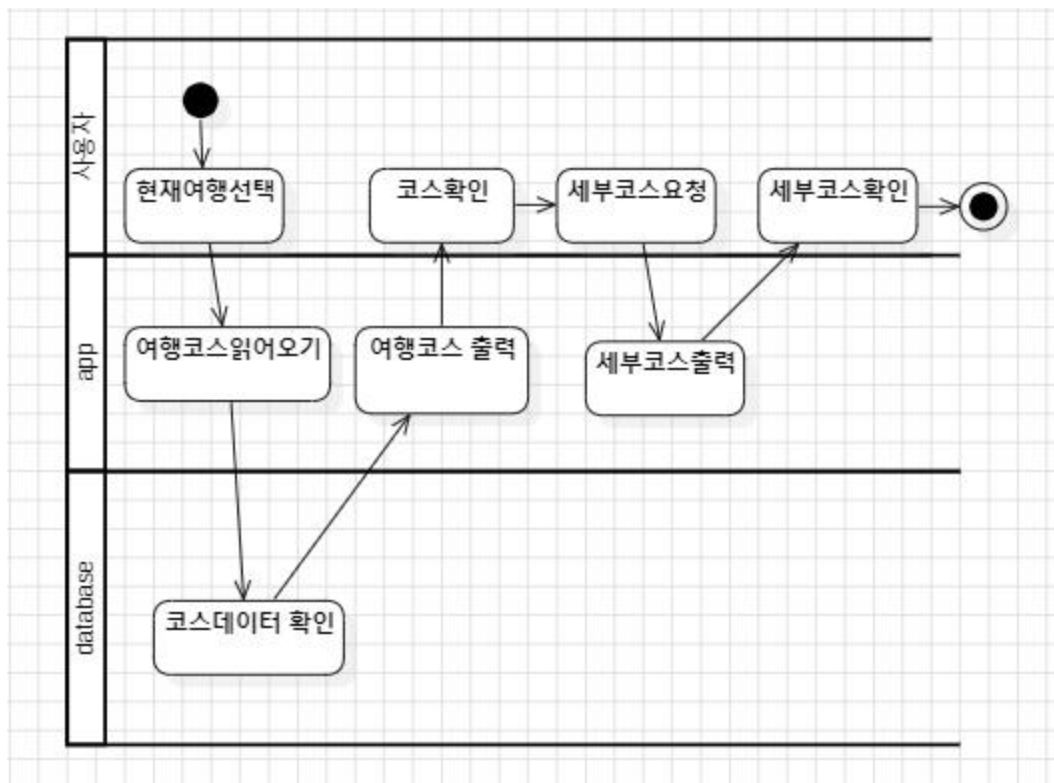 사용자
현재여행선택
코스확인
세부코스요청
세부코스확인
app
여행코스읽어오기
여행코스 출력
세부코스출력
database
코스데이터 확인